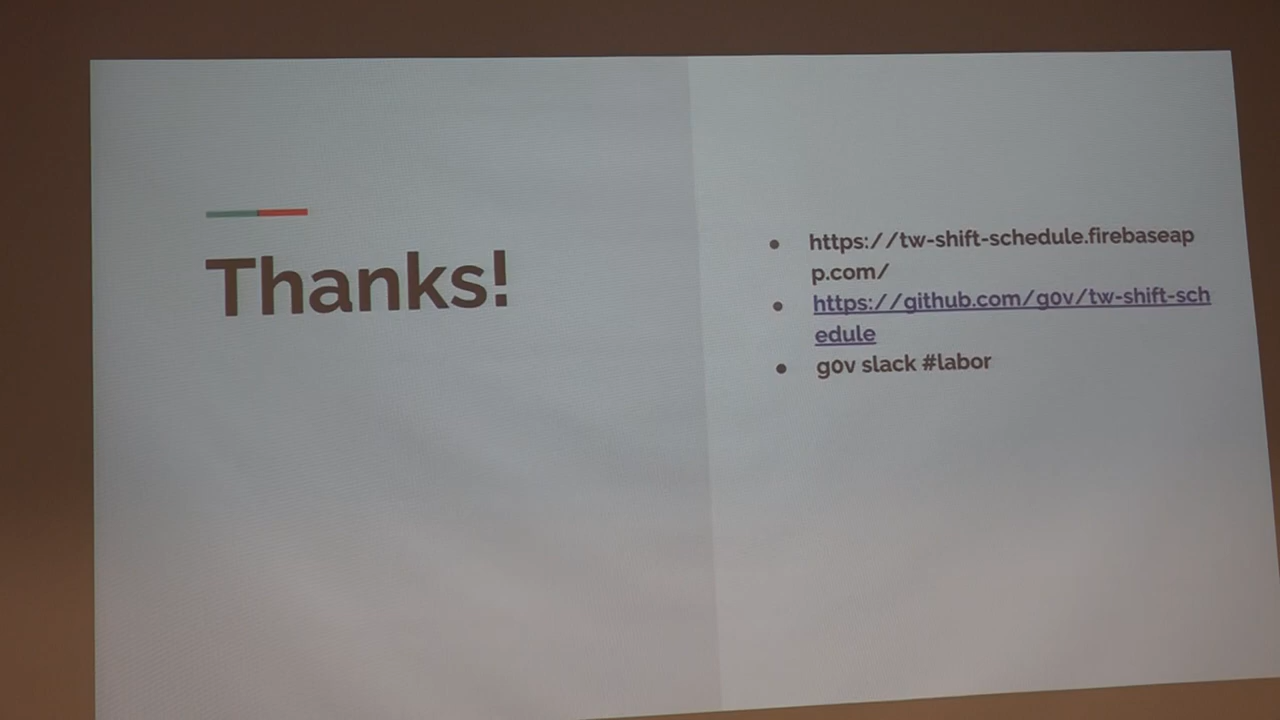 Thanks!
https://tw-shift-schedule.firebaseap
p.com/
https://github.com/g0v/tw-shift-sch
edule
g0v slack #labor